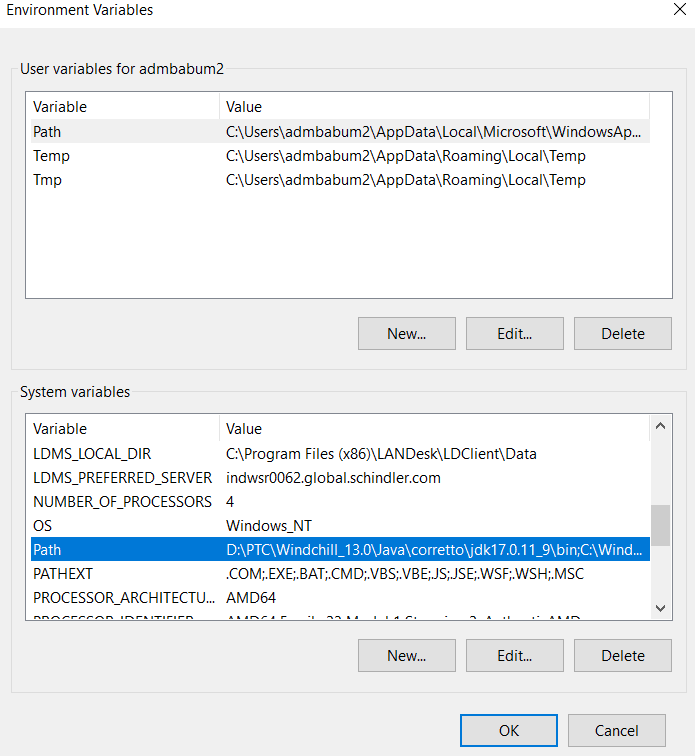 Environment Variables
User variables for admbabum2
Variable Value
Path C:\Users\admbabum2\AppData\Local\Microsoft\WindowsAp...
Temp C:\Users\admbabum2\AppData\Roaming\Local\Temp
Tmp C:\Users\admbabum2\AppData\Roaming\Local\Temp
New... Edit... Delete
System variables
Variable Value
LDMS_LOCAL_DIR C:\Program Files (x86)\LANDesk\LDClient\Data
LDMS_PREFERRED_SERVER indwsr0062.global.schindler.com
NUMBER_OF_PROCESSORS 4
OS Windows_NT
Path D:\PTC\Windchill_13.0\Java\corretto\jdk17.0.11_9\bin;C:\Wind...
PATHEXT .COM;.EXE;.BAT;.CMD;.VBS;.VBE;.JS;.JSE;.WSF;.WSH;.MSC
PROCESSOR_ARCHITECTU... AMD64
New... Edit... Delete
OK Cancel